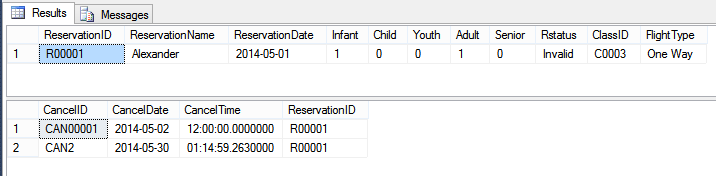 Results Messages
ReservationID ReservationName ReservationDate Infant Child Youth Adult Senior Rstatus ClassID FlightType
1 R00001 Alexander 2014-05-01 1 0 0 1 0 Invalid C0003 One Way
CancelID CancelDate CancelTime ReservationID
1 CAN00001 2014-05-02 12:00:00.0000000 R00001
2 CAN2 2014-05-30 01:14:59.2630000 R00001